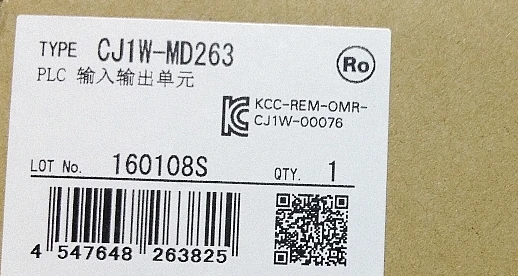 TYPE CJ1W-MD263
Ro
PLC 输入输出单元
KCC-REM-OMR-
CJ1W-00076
LOT No. 160108S QTY. 1
4 547648 263825